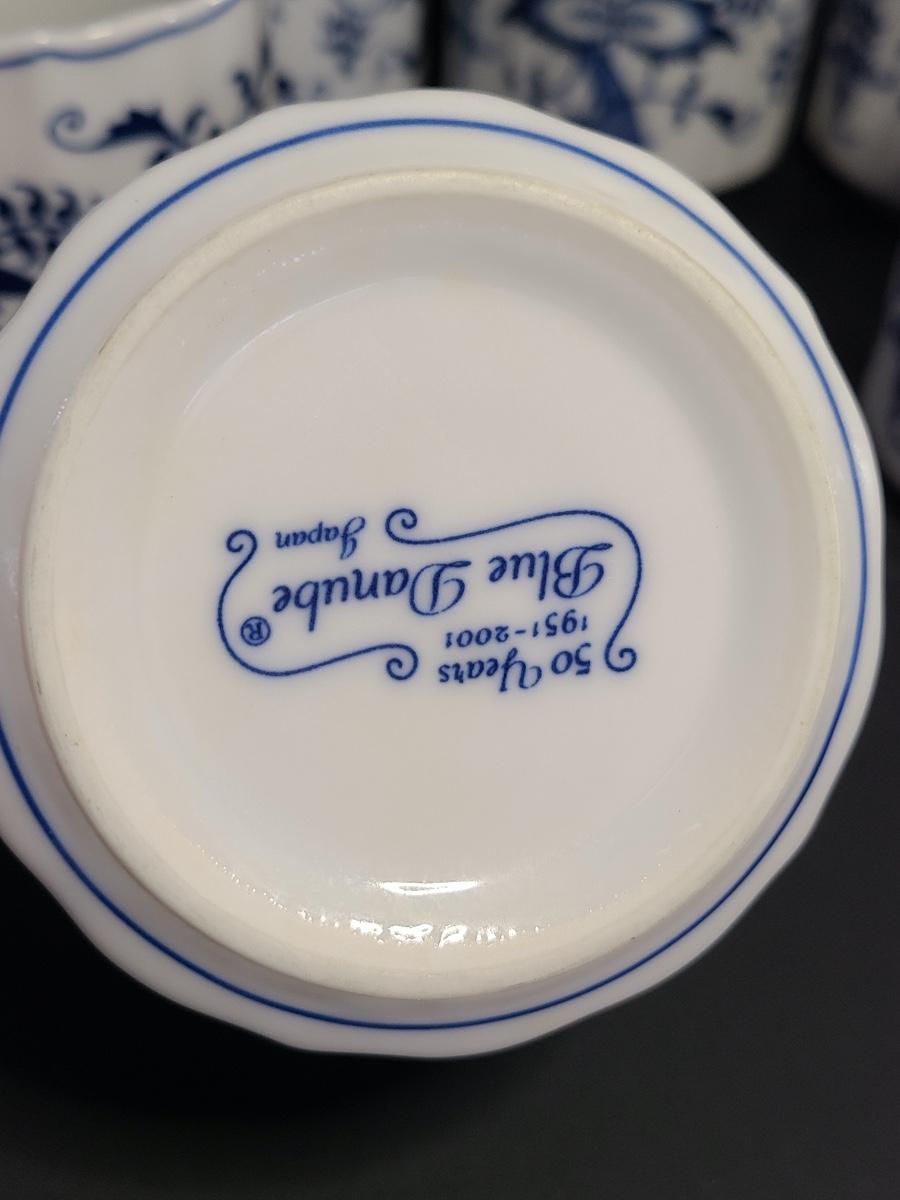 50 Years
1951-2001
Blue Danube®
Japan